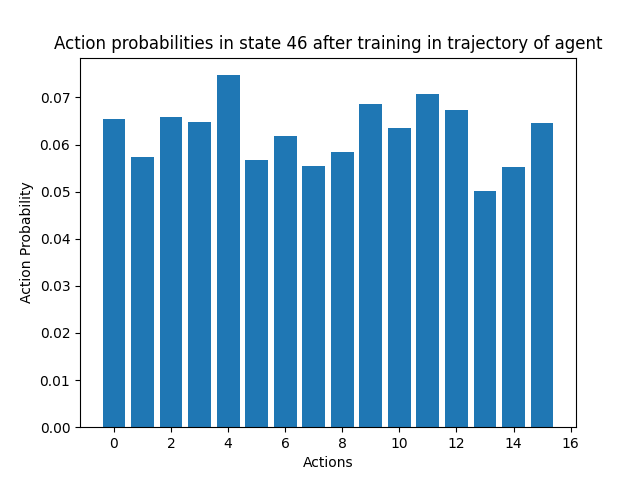 Action probabilities in state 46 after training in trajectory of agent
0.07
0.06
0.05
0.04
0.03
0.02
0.01
0.00
Action Probability
0 2 4 6 8 10 12 14 16
Actions